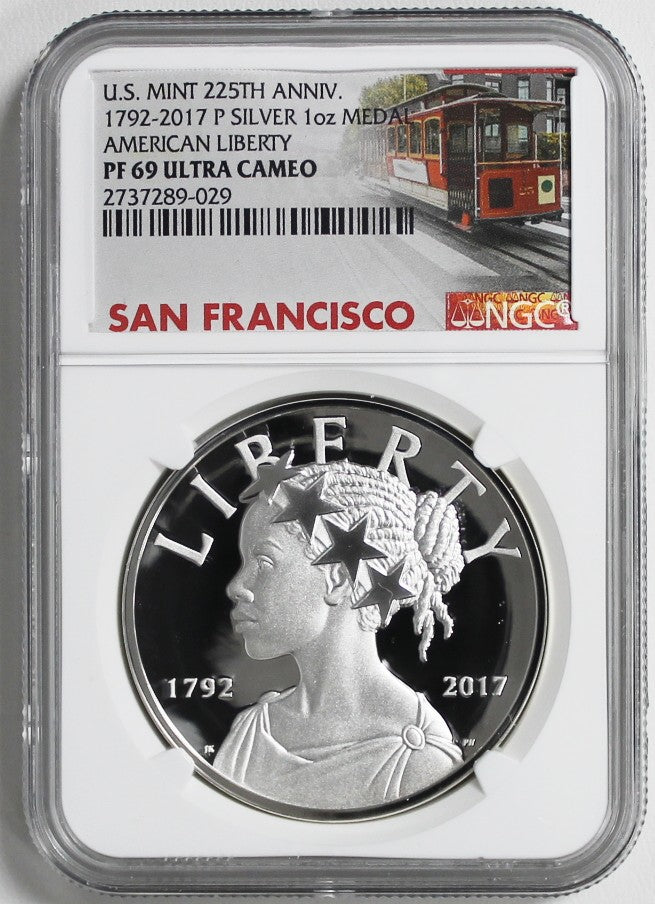 U.S. MINT 225TH ANNIV.
1792-2017 P SILVER 1oz MEDAL
AMERICAN LIBERTY
PF 69 ULTRA CAMEO
2737289-029
SAN FRANCISCO
NGC®
LIBERTY
1792 2017